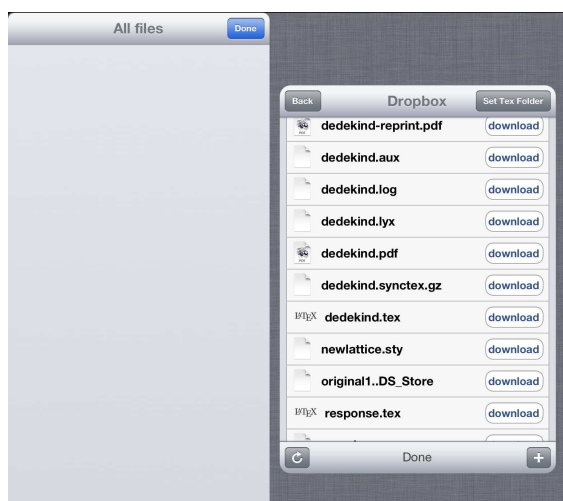 All files
Done
Back
Dropbox
Set Tex Folder
dedekind-reprint.pdf
download
dedekind.aux
download
dedekind.log
download
dedekind.lyx
download
dedekind.pdf
download
dedekind.synctex.gz
download
LATEX dedekind.tex
download
newlattice.sty
download
original1..DS_Store
download
LATEX response.tex
download
Done